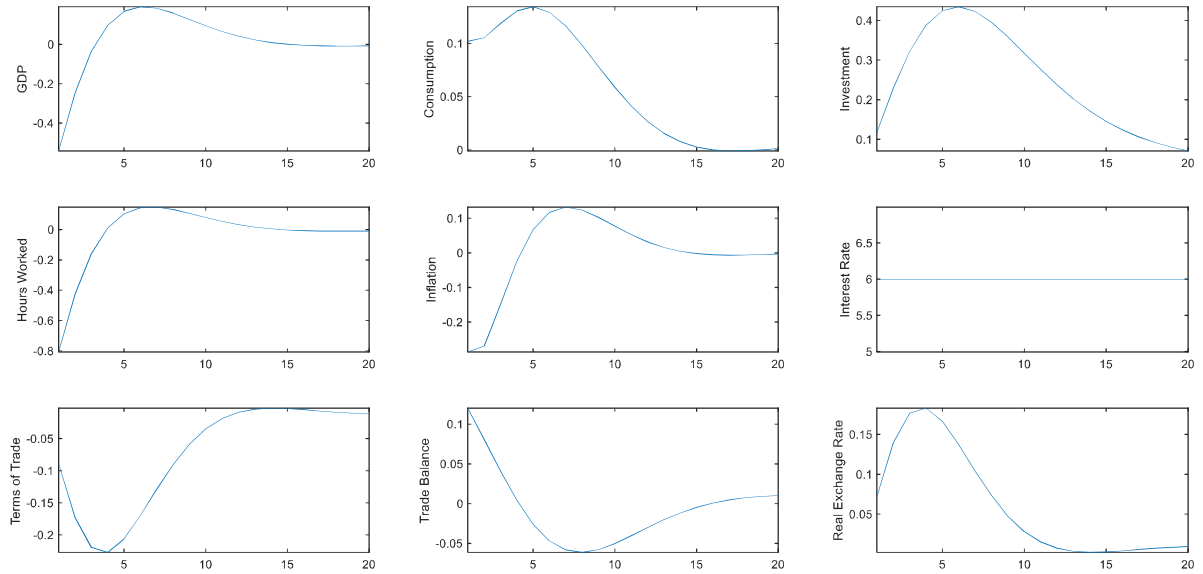 GDP
0
-0.2
-0.4
5 10 15 20
Consumption
0.1
0.05
0
5 10 15 20
Investment
0.4
0.3
0.2
0.1
5 10 15 20
Hours Worked
0
-0.2
-0.4
-0.6
-0.8
5 10 15 20
Inflation
0.1
0
-0.1
-0.2
5 10 15 20
Interest Rate
6.5
6
5.5
5
5 10 15 20
Terms of Trade
-0.05
-0.1
-0.15
-0.2
5 10 15 20
Trade Balance
0.1
0.05
0
-0.05
5 10 15 20
Real Exchange Rate
0.15
0.1
0.05
5 10 15 20